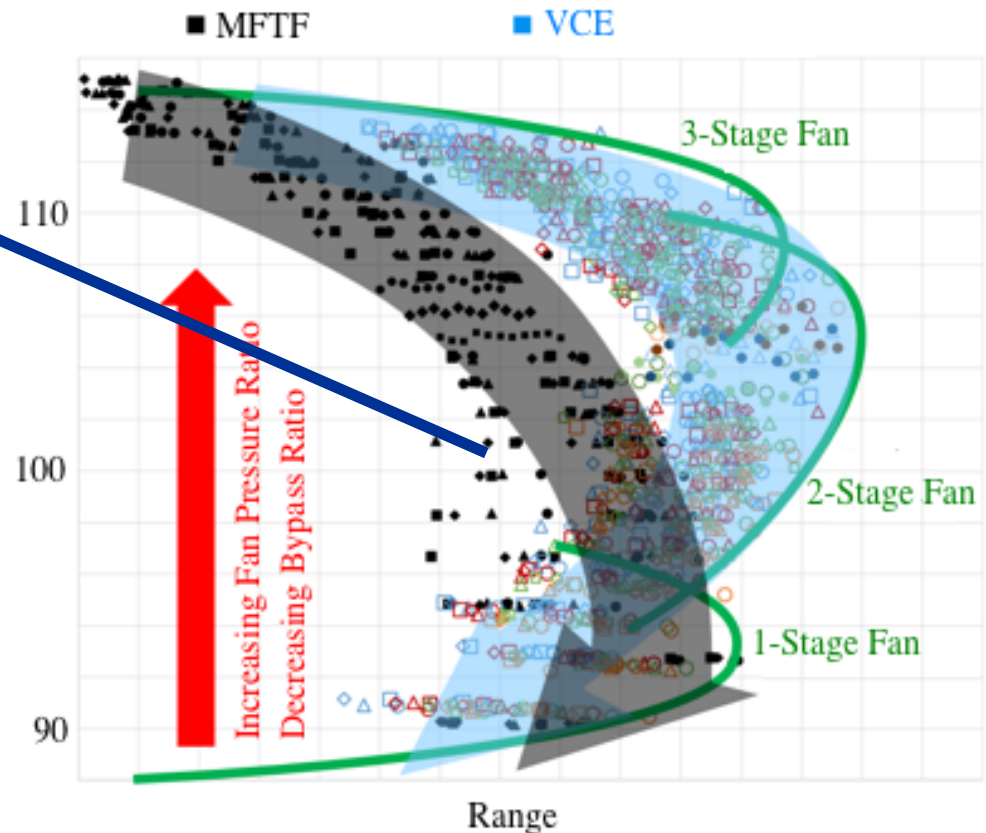 MFTF
VCE
3-Stage Fan
110
100
2-Stage Fan
Increasing Fan Pressure Ratio
Decreasing Bypass Ratio
1-Stage Fan
90
Range